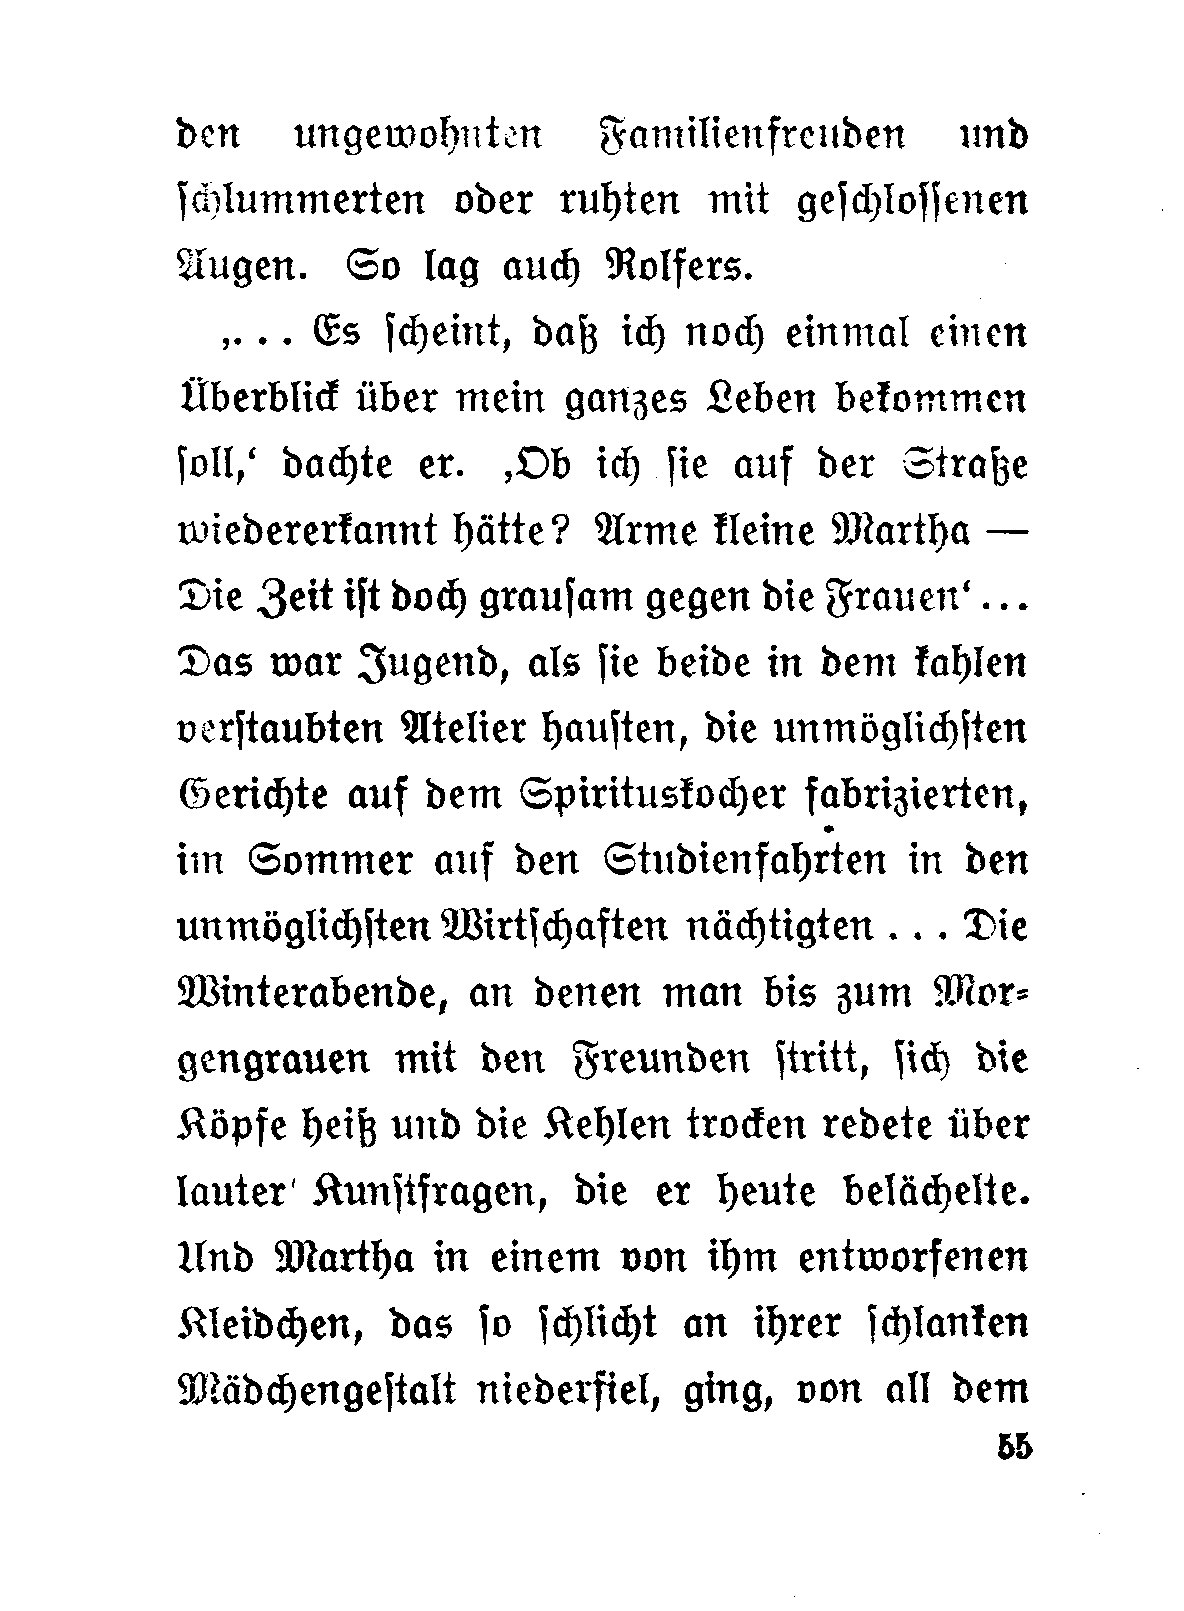 den ungewohnten Familienfreuden und
ſchlummerten oder ruhten mit geſchloſſenen
Augen. So lag auch Rolfers.
‚. . . Es ſcheint, daß ich noch einmal einen
Überblick über mein ganzes Leben bekommen
ſoll,‘ dachte er. ‚Ob ich ſie auf der Straße
wiedererkannt hätte? Arme kleine Martha —
Die Zeit iſt doch grauſam gegen die Frauen‘ . . .
Das war Jugend, als ſie beide in dem kahlen
verſtaubten Atelier hauſten, die unmöglichſten
Gerichte auf dem Spirituskocher fabrizierten,
im Sommer auf den Studienfahrten in den
unmöglichſten Wirtſchaften nächtigten . . . Die
Winterabende, an denen man bis zum Mor⸗
gengrauen mit den Freunden ſtritt, ſich die
Köpfe heiß und die Kehlen trocken redete über
lauter Kunſtfragen, die er heute belächelte.
Und Martha in einem von ihm entworfenen
Kleidchen, das ſo ſchlicht an ihrer ſchlanken
Mädchengeſtalt niederfiel, ging, von all dem
55